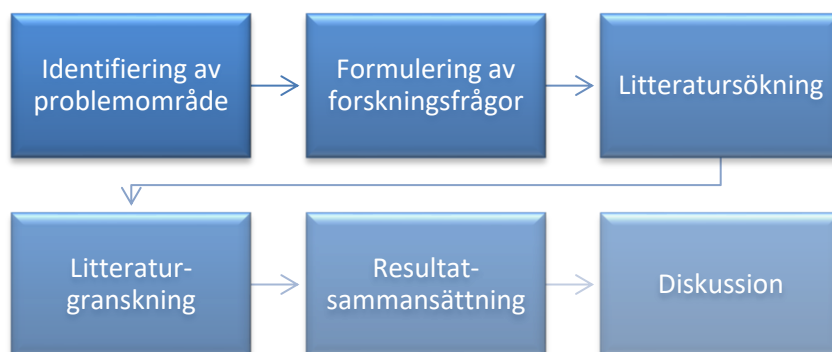 Identifiering av
problemområde
Formulering av
forskningsfrågor
Litteratursökning
Litteratur-
granskning
Resultat-
sammansättning
Diskussion